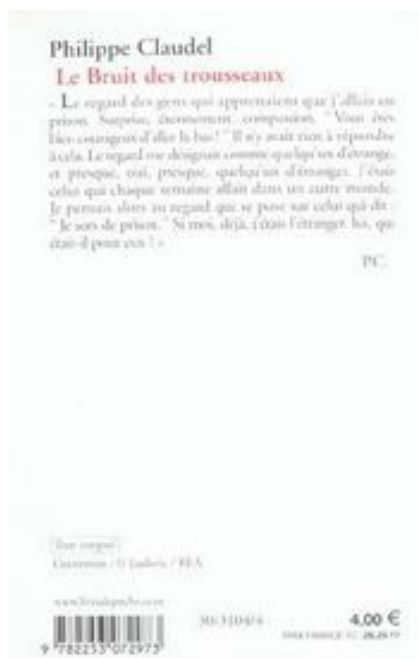 Philippe Claudel
Le Bruit des trousseaux
« Le regard des gens qui apprenaient que j'allais en
prison. Surprise, étonnement, compassion. " Vous êtes
bien courageux d'aller là-bas ! " Il n'y avait rien à répondre
à cela. Le regard me désignait comme quelqu'un d'étrange,
et presque, oui, presque, quelqu'un d'étranger. J'étais
celui qui chaque semaine allait dans un autre monde.
Je pensais alors au regard qui se pose sur celui qui dit :
" Je sors de prison. " Si moi, déjà, j'étais l'étranger, lui, qui
était-il pour eux ? »
P.C.
Texte intégral
Couverture : © Ludovic / REA
www.livredepoche.com
30/3104/4
4,00 €
9 782253 072973